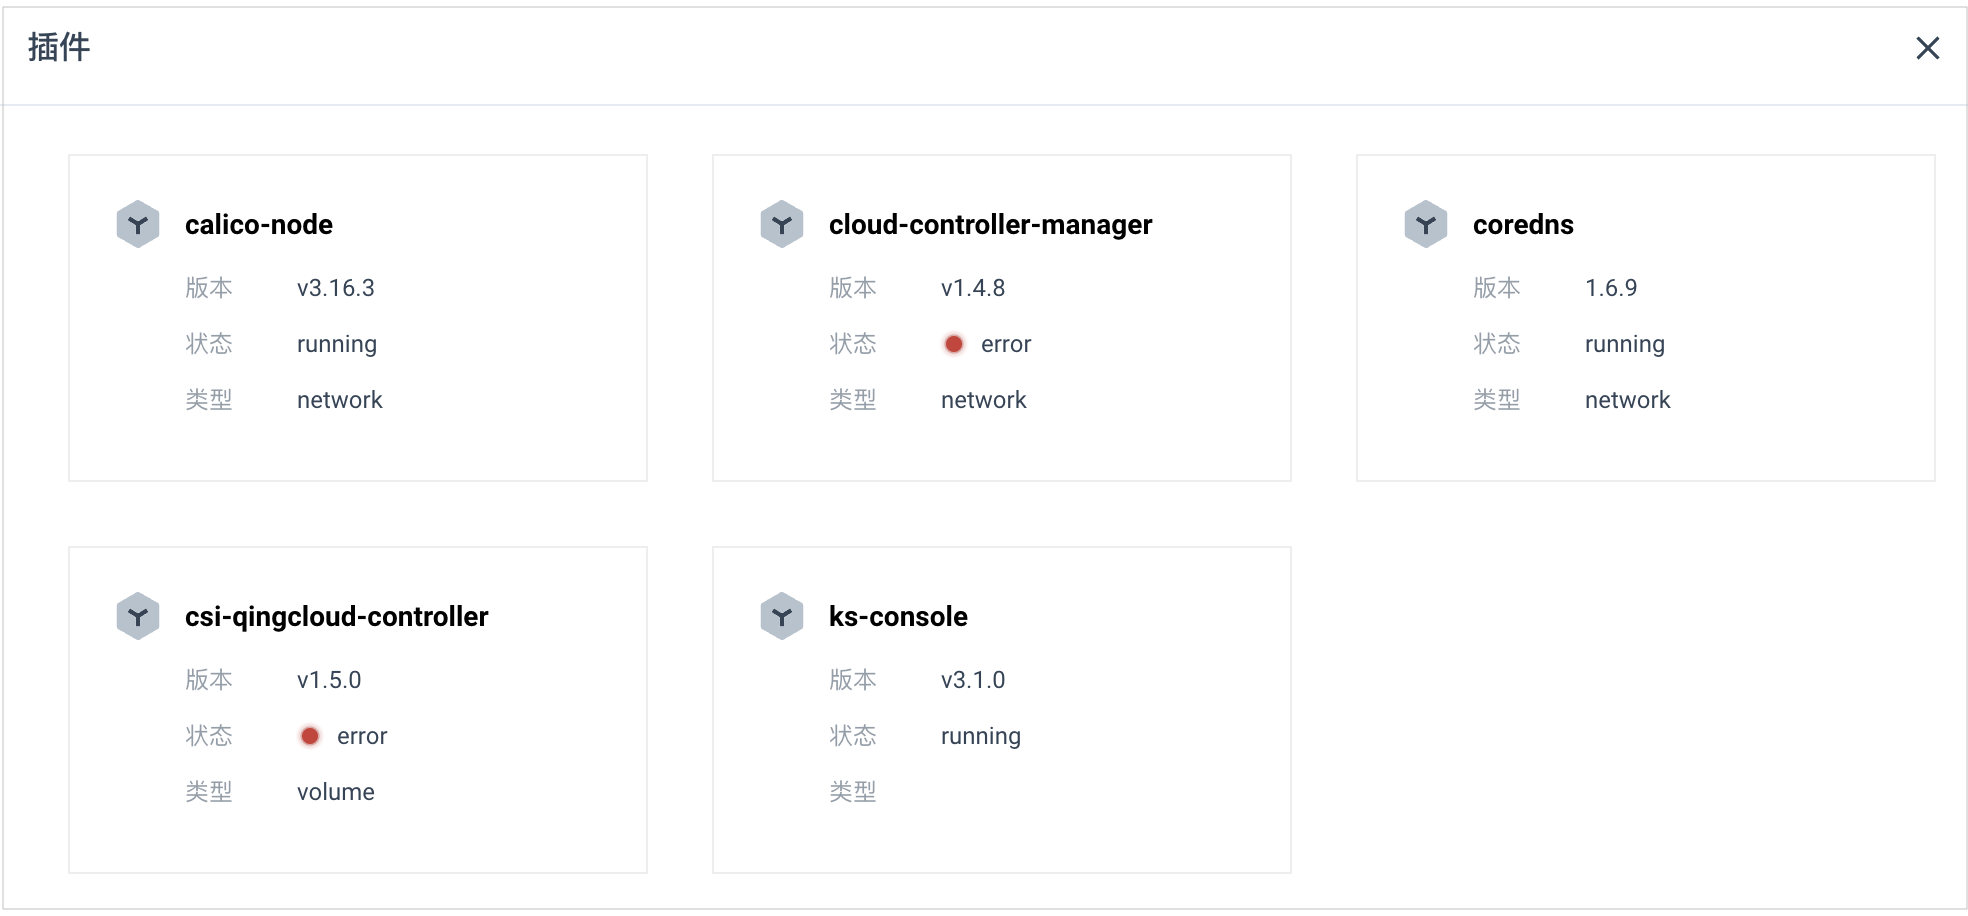 插件
calico-node
版本 v3.16.3
状态 running
类型 network
cloud-controller-manager
版本 v1.4.8
状态 error
类型 network
coredns
版本 1.6.9
状态 running
类型 network
csi-qingcloud-controller
版本 v1.5.0
状态 error
类型 volume
ks-console
版本 v3.1.0
状态 running
类型